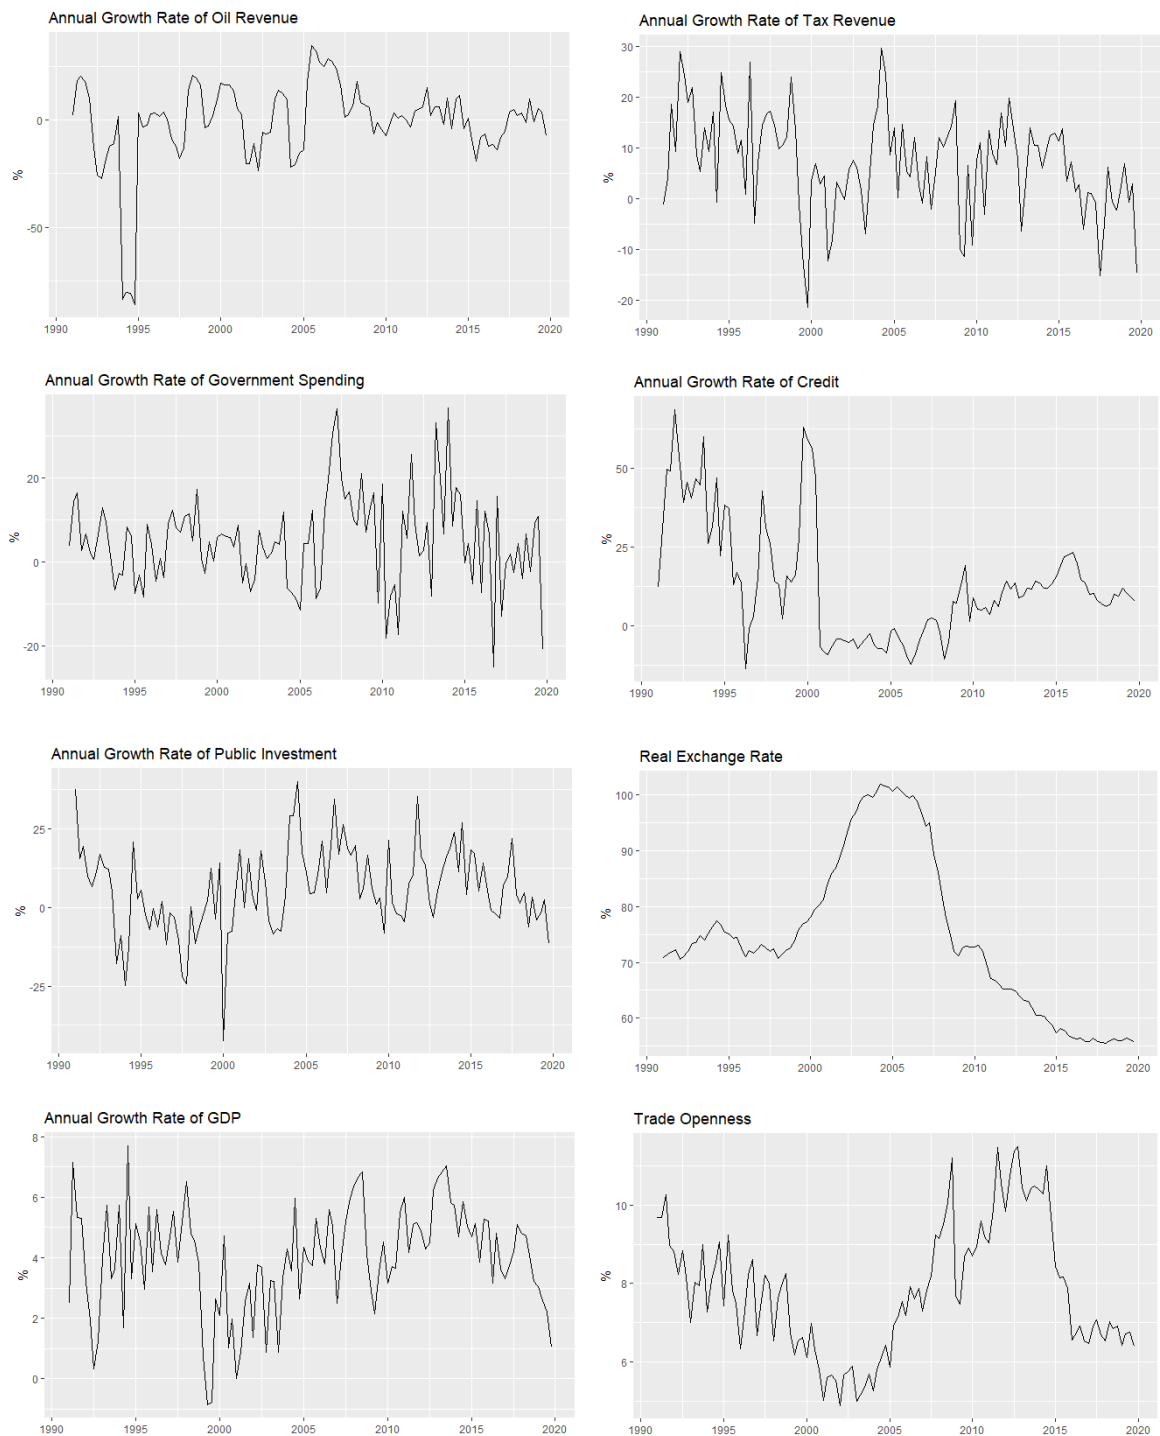 Annual Growth Rate of Oil Revenue
%
0
-50
1990 1995 2000 2005 2010 2015 2020
Annual Growth Rate of Tax Revenue
%
30
20
10
0
-10
-20
1990 1995 2000 2005 2010 2015 2020
Annual Growth Rate of Government Spending
%
20
0
-20
1990 1995 2000 2005 2010 2015 2020
Annual Growth Rate of Credit
%
50
25
0
1990 1995 2000 2005 2010 2015 2020
Annual Growth Rate of Public Investment
%
25
0
-25
1990 1995 2000 2005 2010 2015 2020
Real Exchange Rate
%
100
90
80
70
60
1990 1995 2000 2005 2010 2015 2020
Annual Growth Rate of GDP
%
8
6
4
2
0
1990 1995 2000 2005 2010 2015 2020
Trade Openness
%
10
8
6
1990 1995 2000 2005 2010 2015 2020